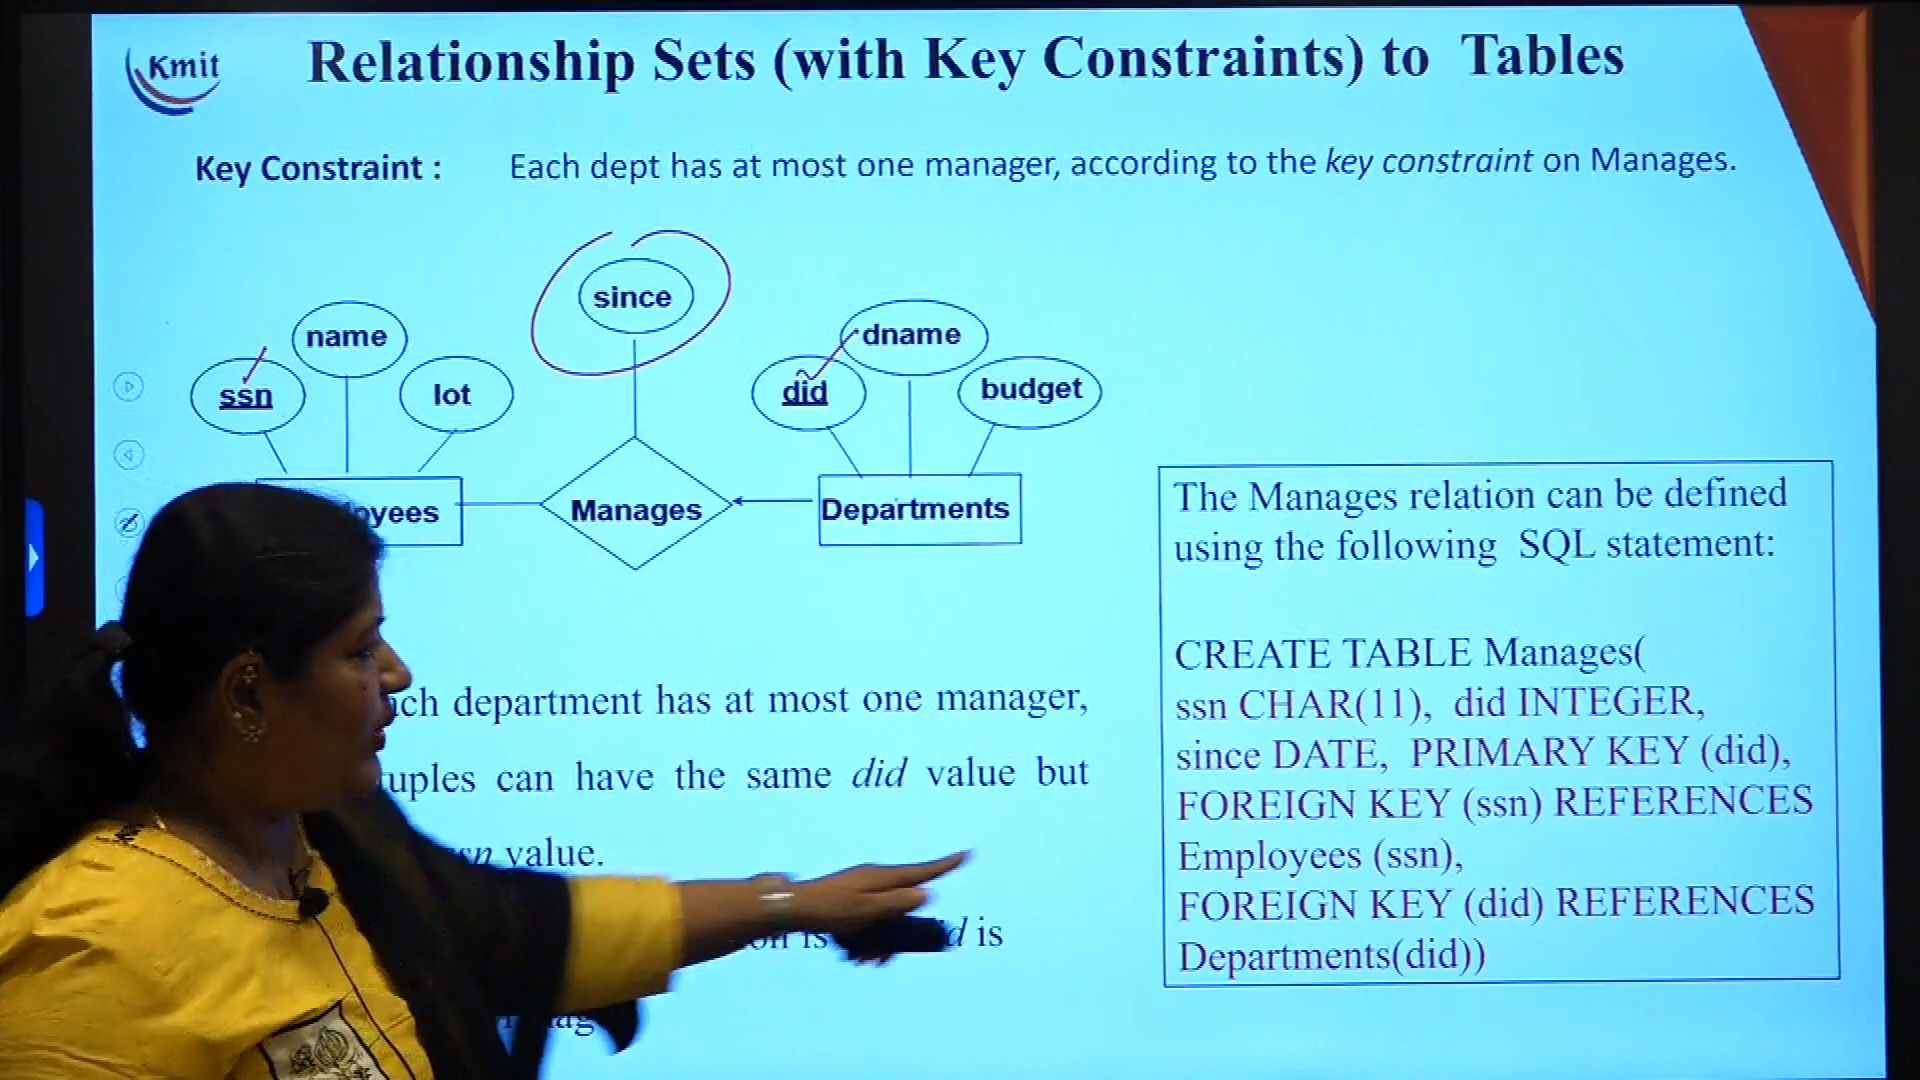 Kmit
Relationship Sets (with Key Constraints) to Tables
Key Constraint : Each dept has at most one manager, according to the key constraint on Manages.
since
name
dname
ssn
lot
did
budget
oyees
Manages
Departments
The Manages relation can be defined
using the following SQL statement:
CREATE TABLE Manages(
ssn CHAR(11), did INTEGER,
since DATE, PRIMARY KEY (did),
FOREIGN KEY (ssn) REFERENCES
Employees (ssn),
FOREIGN KEY (did) REFERENCES
Departments(did))
ch department has at most one manager,
uples can have the same did value but
sn value.
on is d is